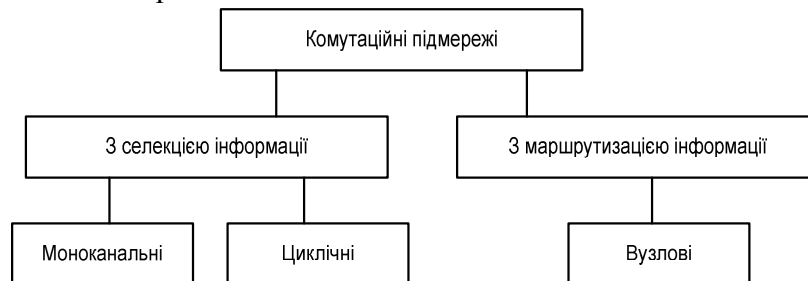 Комутаційні підмережі
З селекцією інформації
З маршрутизацією інформації
Моноканальні
Циклічні
Вузлові